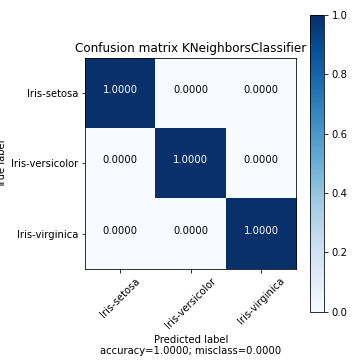 Confusion matrix KNeighborsClassifier
1.0
Iris-setosa 1.0000 0.0000 0.0000
0.8
Iris-versicolor 0.0000 1.0000 0.0000
0.6
0.4
Iris-virginica 0.0000 0.0000 1.0000
0.2
0.0
True label
Iris-setosa Iris-versicolor Iris-virginica
Predicted label
accuracy=1.0000; misclass=0.0000